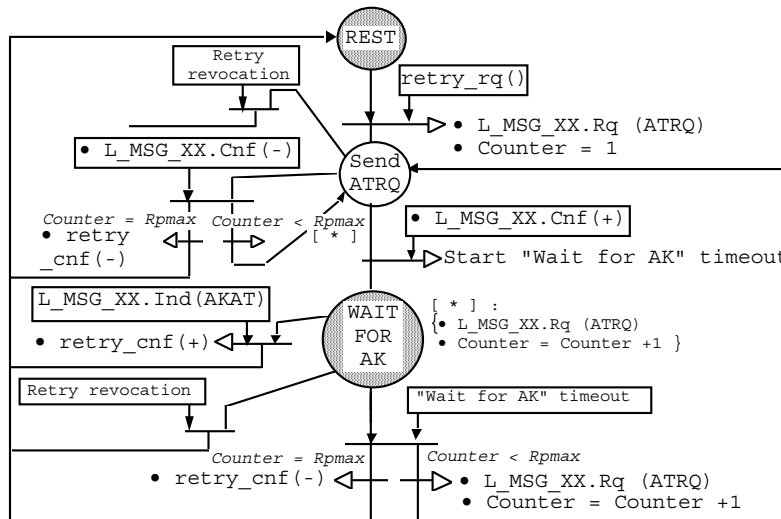 REST
Retry
revocation
retry_rq()
• L_MSG_XX.Rq (ATRQ)
• Counter = 1
• L_MSG_XX.Cnf(-)
Send
ATRQ
Counter = Rpmax
Counter < Rpmax
[ * ]
• retry
_cnf(-)
• L_MSG_XX.Cnf(+)
Start "Wait for AK" timeout
L_MSG_XX.Ind(AKAT)
• retry_cnf(+)
WAIT
FOR
AK
[ * ] :
{• L_MSG_XX.Rq (ATRQ)
• Counter = Counter +1 }
Retry revocation
"Wait for AK" timeout
Counter = Rpmax
Counter < Rpmax
• retry_cnf(-)
• L_MSG_XX.Rq (ATRQ)
• Counter = Counter +1